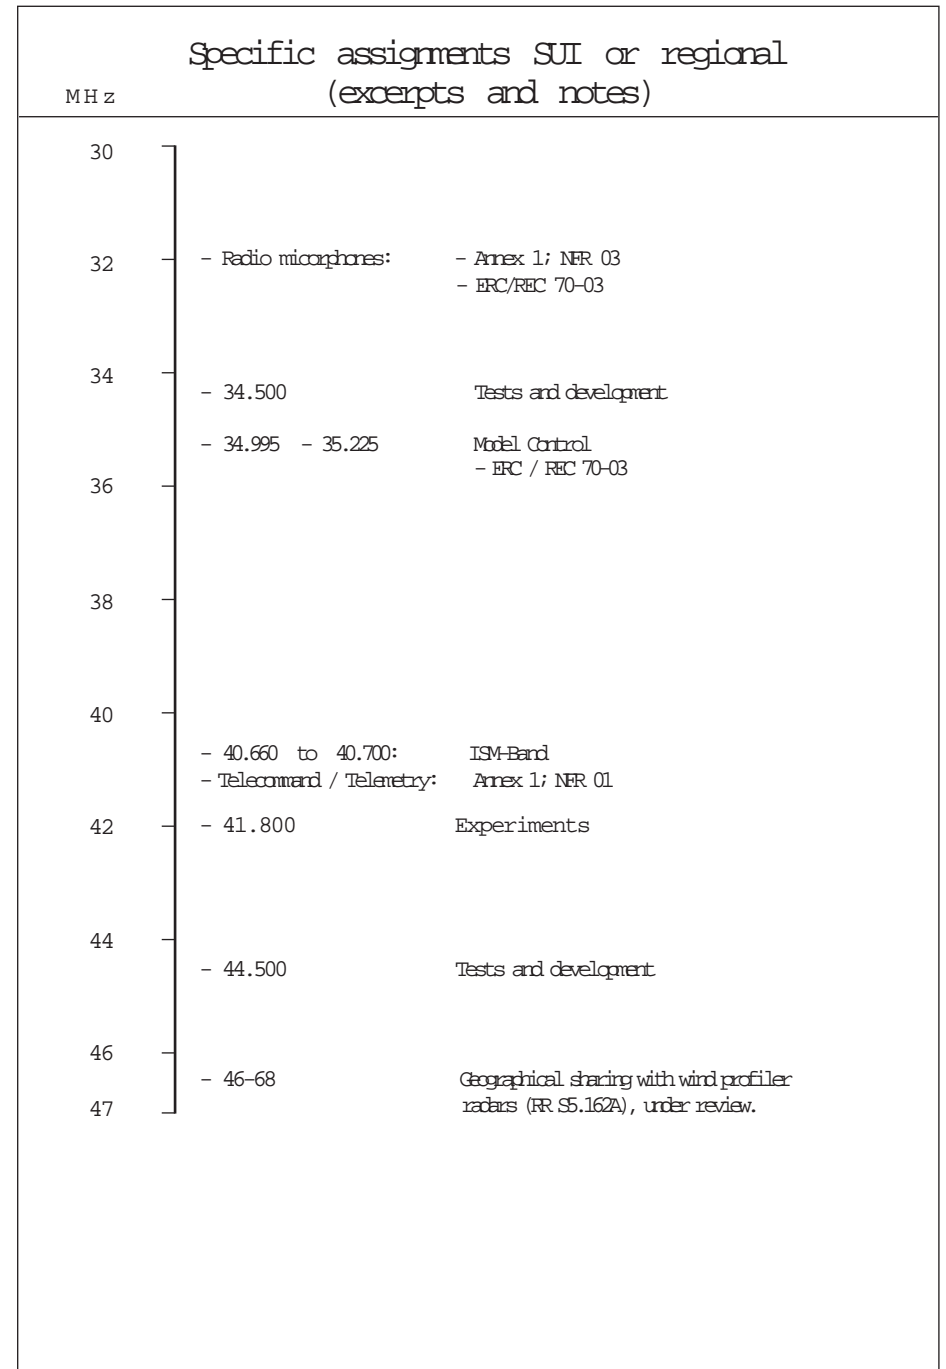 Specific assignments SUI or regional
MHz (excerpts and notes)
30
32 - Radio micorphones: - Annex 1; NFR 03
- ERC/REC 70-03
34
- 34.500 Tests and development
- 34.995 - 35.225 Model Control
- ERC / REC 70-03
36
38
40
- 40.660 to 40.700: ISM-Band
- Telecommand / Telemetry: Annex 1; NFR 01
42 - 41.800 Experiments
44
- 44.500 Tests and development
46
- 46-68 Geographical sharing with wind profiler
47 radars (RR S5.162A), under review.